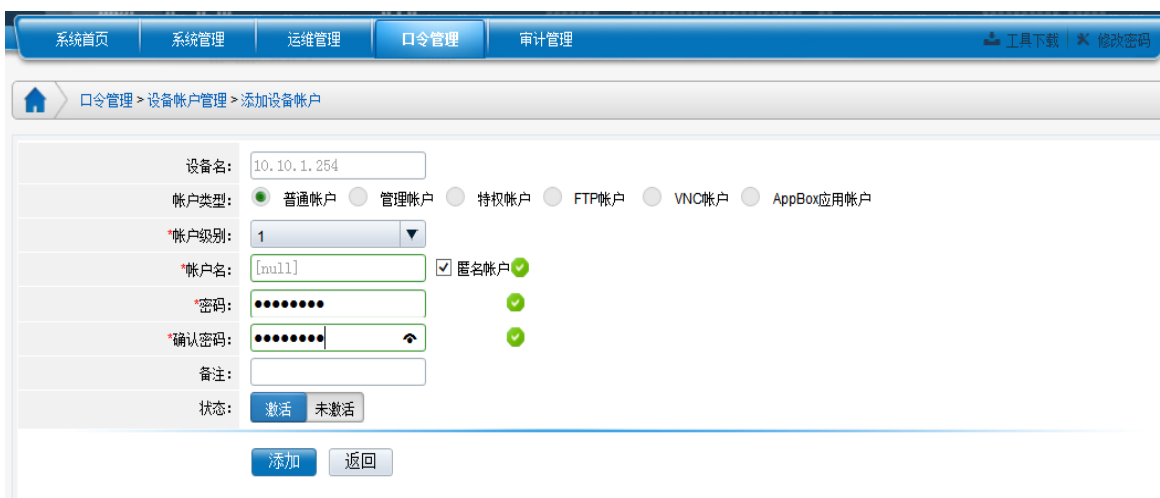 系统首页 系统管理 运维管理 口令管理 审计管理 工具下载 修改密码
口令管理 > 设备帐户管理 > 添加设备帐户
设备名： 10.10.1.254
帐户类型： 普通帐户 管理帐户 特权帐户 FTP帐户 VNC帐户 AppBox应用帐户
*帐户级别： 1
*帐户名： [null] 匿名帐户
*密码： ●●●●●●●●
*确认密码： ●●●●●●●●
备注：
状态： 激活 未激活
添加 返回